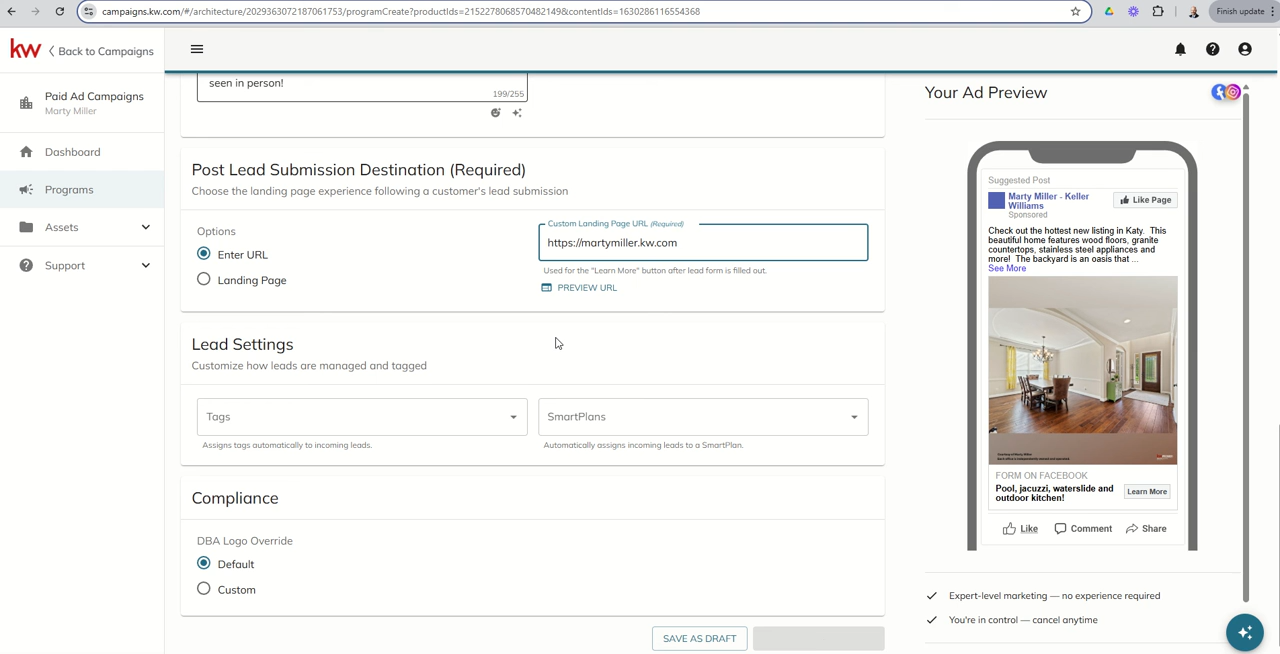 campaigns.kw.com/#/architecture/2029363072187061753/programCreate?productIds=2152278068570482149&contentIds=1630286116554368
Finish update
kw
Back to Campaigns
Paid Ad Campaigns
Marty Miller
Dashboard
Programs
Assets
Support
seen in person!
199/255
Post Lead Submission Destination (Required)
Choose the landing page experience following a customer's lead submission
Options
Enter URL
Landing Page
Custom Landing Page URL (Required)
https://martymiller.kw.com
Used for the "Learn More" button after lead form is filled out.
PREVIEW URL
Lead Settings
Customize how leads are managed and tagged
Tags
Assigns tags automatically to incoming leads.
SmartPlans
Automatically assigns incoming leads to a SmartPlan.
Compliance
DBA Logo Override
Default
Custom
SAVE AS DRAFT
Your Ad Preview
Suggested Post
Marty Miller - Keller
Williams
Sponsored
Like Page
Check out the hottest new listing in Katy. This
beautiful home features wood floors, granite
countertops, stainless steel appliances and
more! The backyard is an oasis that ...
See More
FORM ON FACEBOOK
Pool, jacuzzi, waterslide and
outdoor kitchen!
Learn More
Like
Comment
Share
Expert-level marketing — no experience required
You're in control — cancel anytime